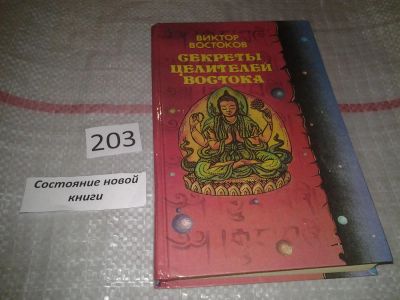 ВИКТОР
ВОСТОКОВ
СЕКРЕТЫ
ЦЕЛИТЕЛЕЙ
ВОСТОКА
203
Состояние новой
книги